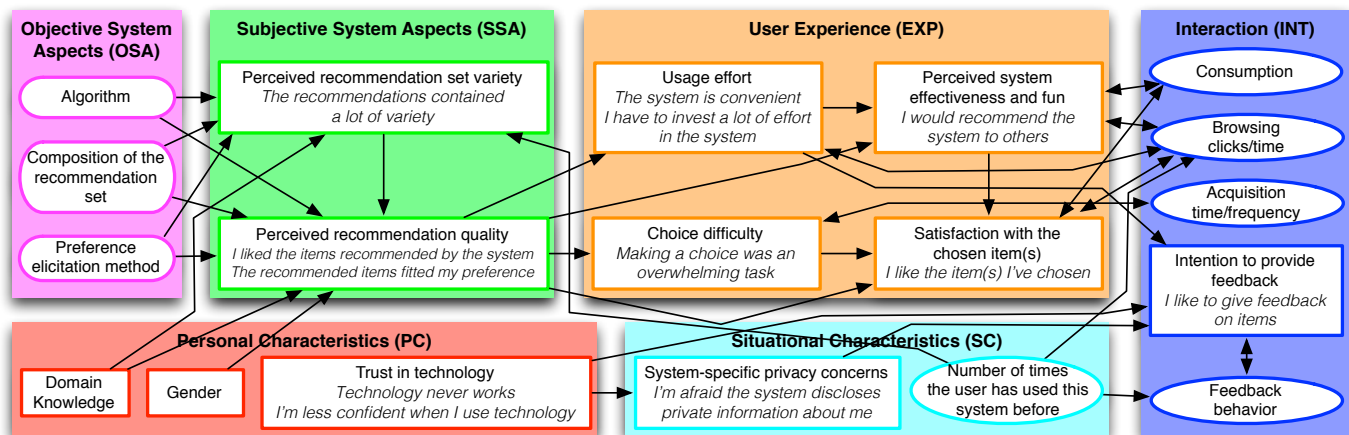 Objective System
Aspects (OSA)
Algorithm
Composition of the
recommendation
set
Preference
elicitation method
Subjective System Aspects (SSA)
Perceived recommendation set variety
The recommendations contained
a lot of variety
Perceived recommendation quality
I liked the items recommended by the system
The recommended items fitted my preference
User Experience (EXP)
Usage effort
The system is convenient
I have to invest a lot of effort
in the system
Perceived system
effectiveness and fun
I would recommend the
system to others
Choice difficulty
Making a choice was an
overwhelming task
Satisfaction with the
chosen item(s)
I like the item(s) I've chosen
Interaction (INT)
Consumption
Browsing
clicks/time
Acquisition
time/frequency
Intention to provide
feedback
I like to give feedback
on items
Feedback
behavior
Personal Characteristics (PC)
Domain
Knowledge
Gender
Trust in technology
Technology never works
I'm less confident when I use technology
Situational Characteristics (SC)
System-specific privacy concerns
I'm afraid the system discloses
private information about me
Number of times
the user has used this
system before